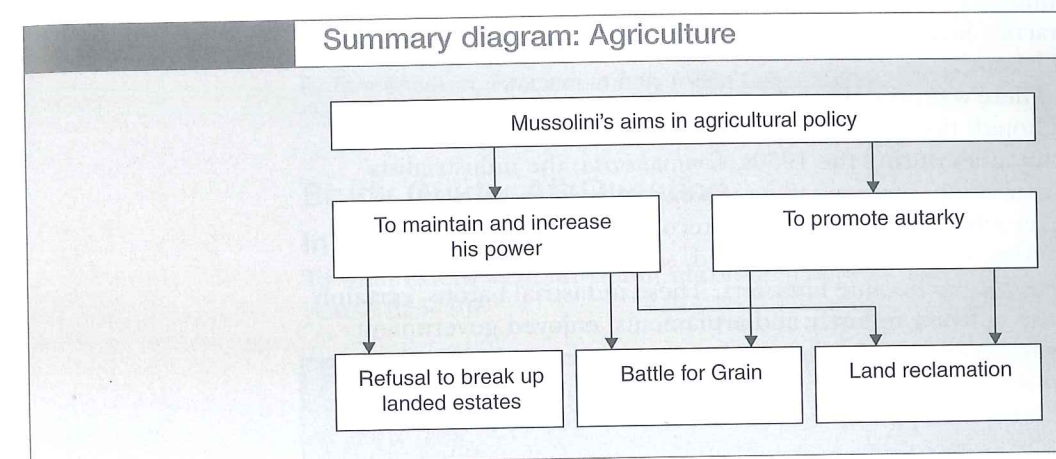 Summary diagram: Agriculture
Mussolini's aims in agricultural policy
To maintain and increase
his power
To promote autarky
Refusal to break up
landed estates
Battle for Grain
Land reclamation